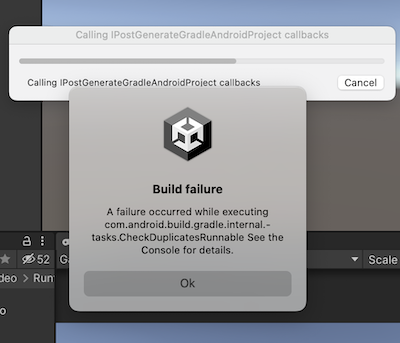 Calling IPostGenerateGradleAndroidProject callbacks
Calling IPostGenerateGradleAndroidProject callbacks
Cancel
Build failure
A failure occurred while executing
com.android.build.gradle.internal.-
tasks.CheckDuplicatesRunnable See the
Console for details.
Ok
52
Scale
deo > Run
o